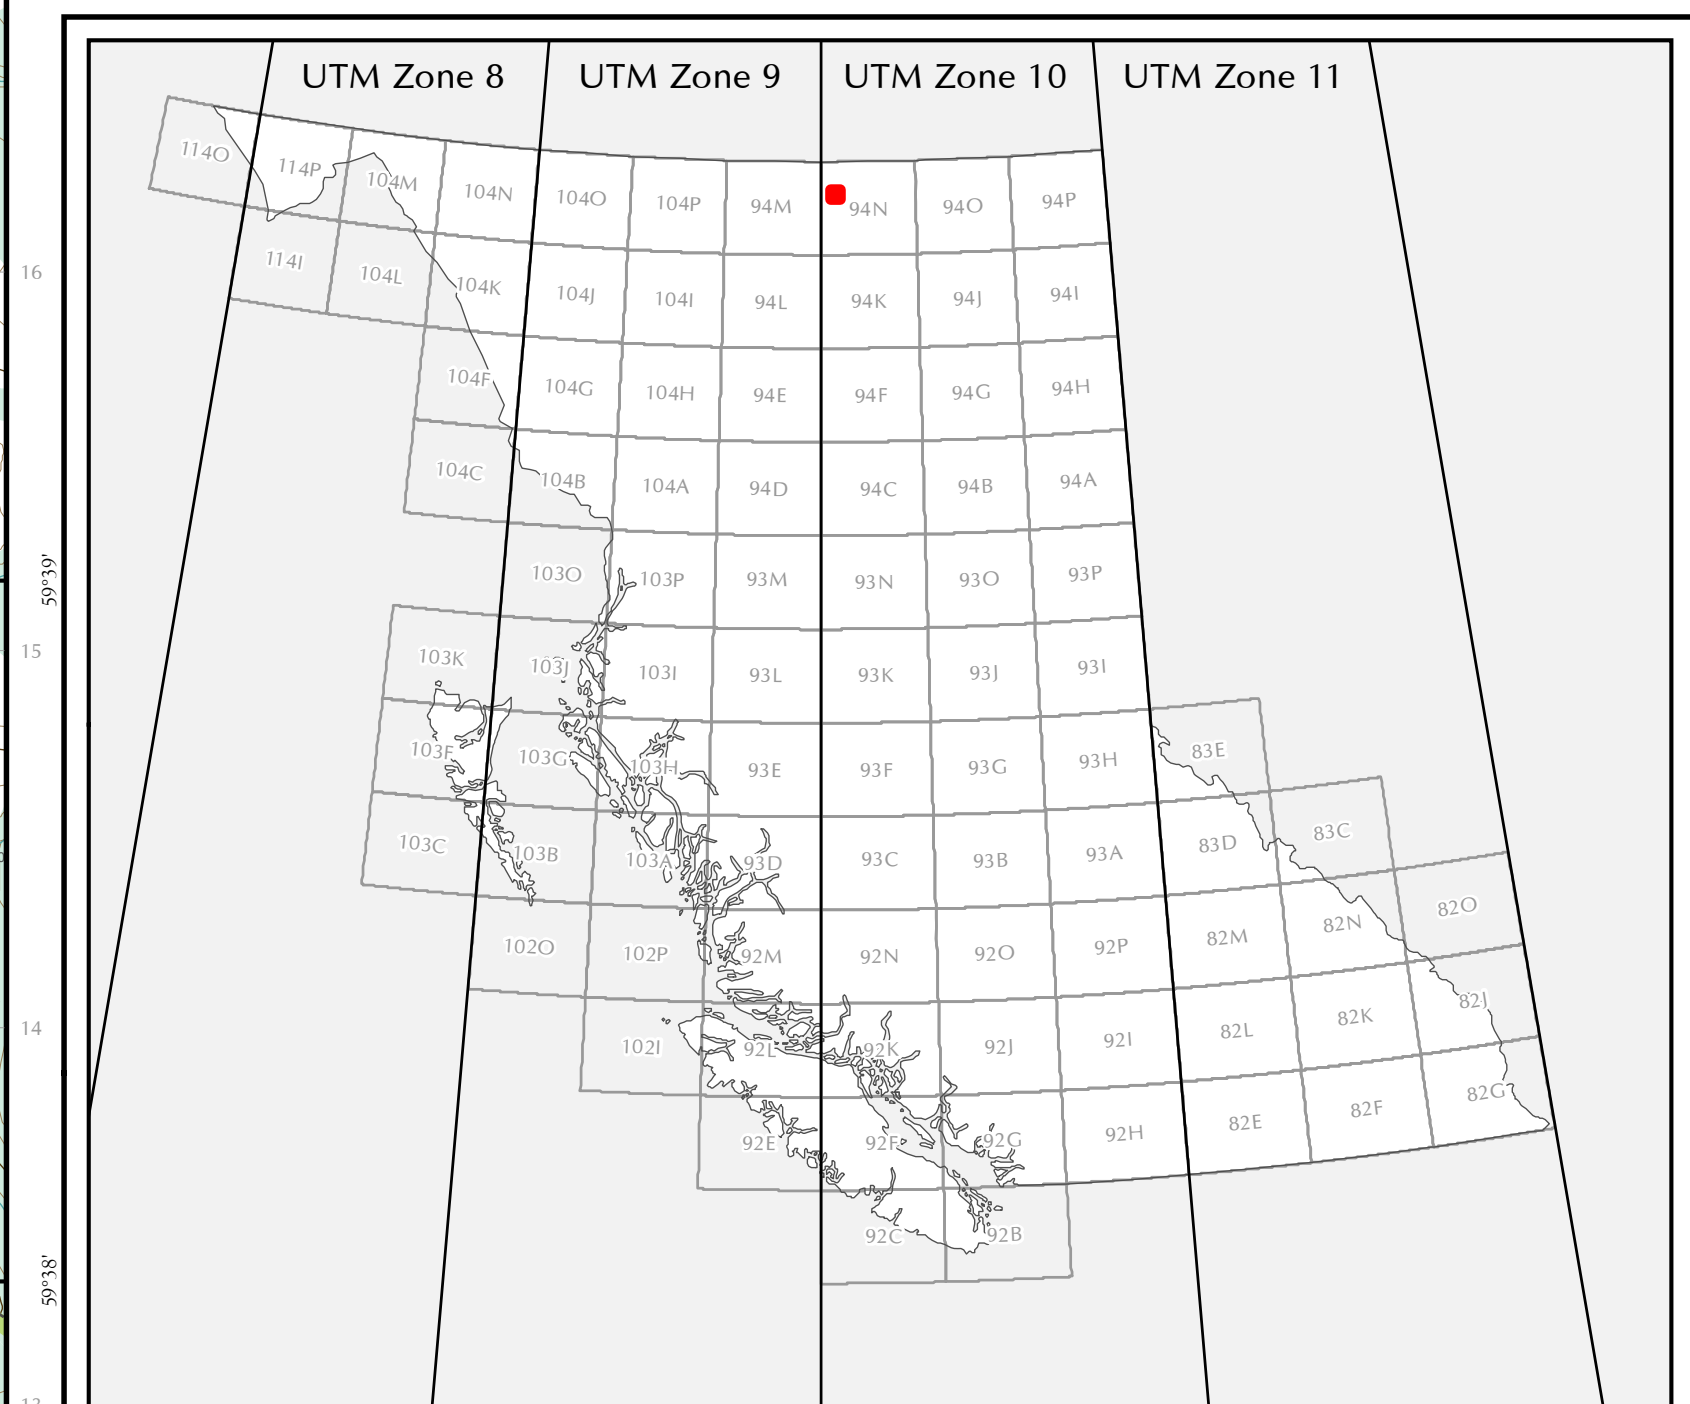 UTM Zone 8 UTM Zone 9 UTM Zone 10 UTM Zone 11
114O 114P 104M 104N 104O 104P 94M 94N 94O 94P
16 114I 104L 104K 104J 104I 94L 94K 94J 94I
104F 104G 104H 94E 94F 94G 94H
104C 104B 104A 94D 94C 94B 94A
59°39' 103O 103P 93M 93N 93O 93P
15 103K 103J 103I 93L 93K 93J 93I
103F 103G 103H 93E 93F 93G 93H 83E
103C 103B 103A 93D 93C 93B 93A 83D 83C
102O 102P 92M 92N 92O 92P 82M 82N 82O
14 102I 92L 92K 92J 92I 82L 82K 82J
92E 92F 92G 92H 82E 82F 82G
92C 92B
59°38'